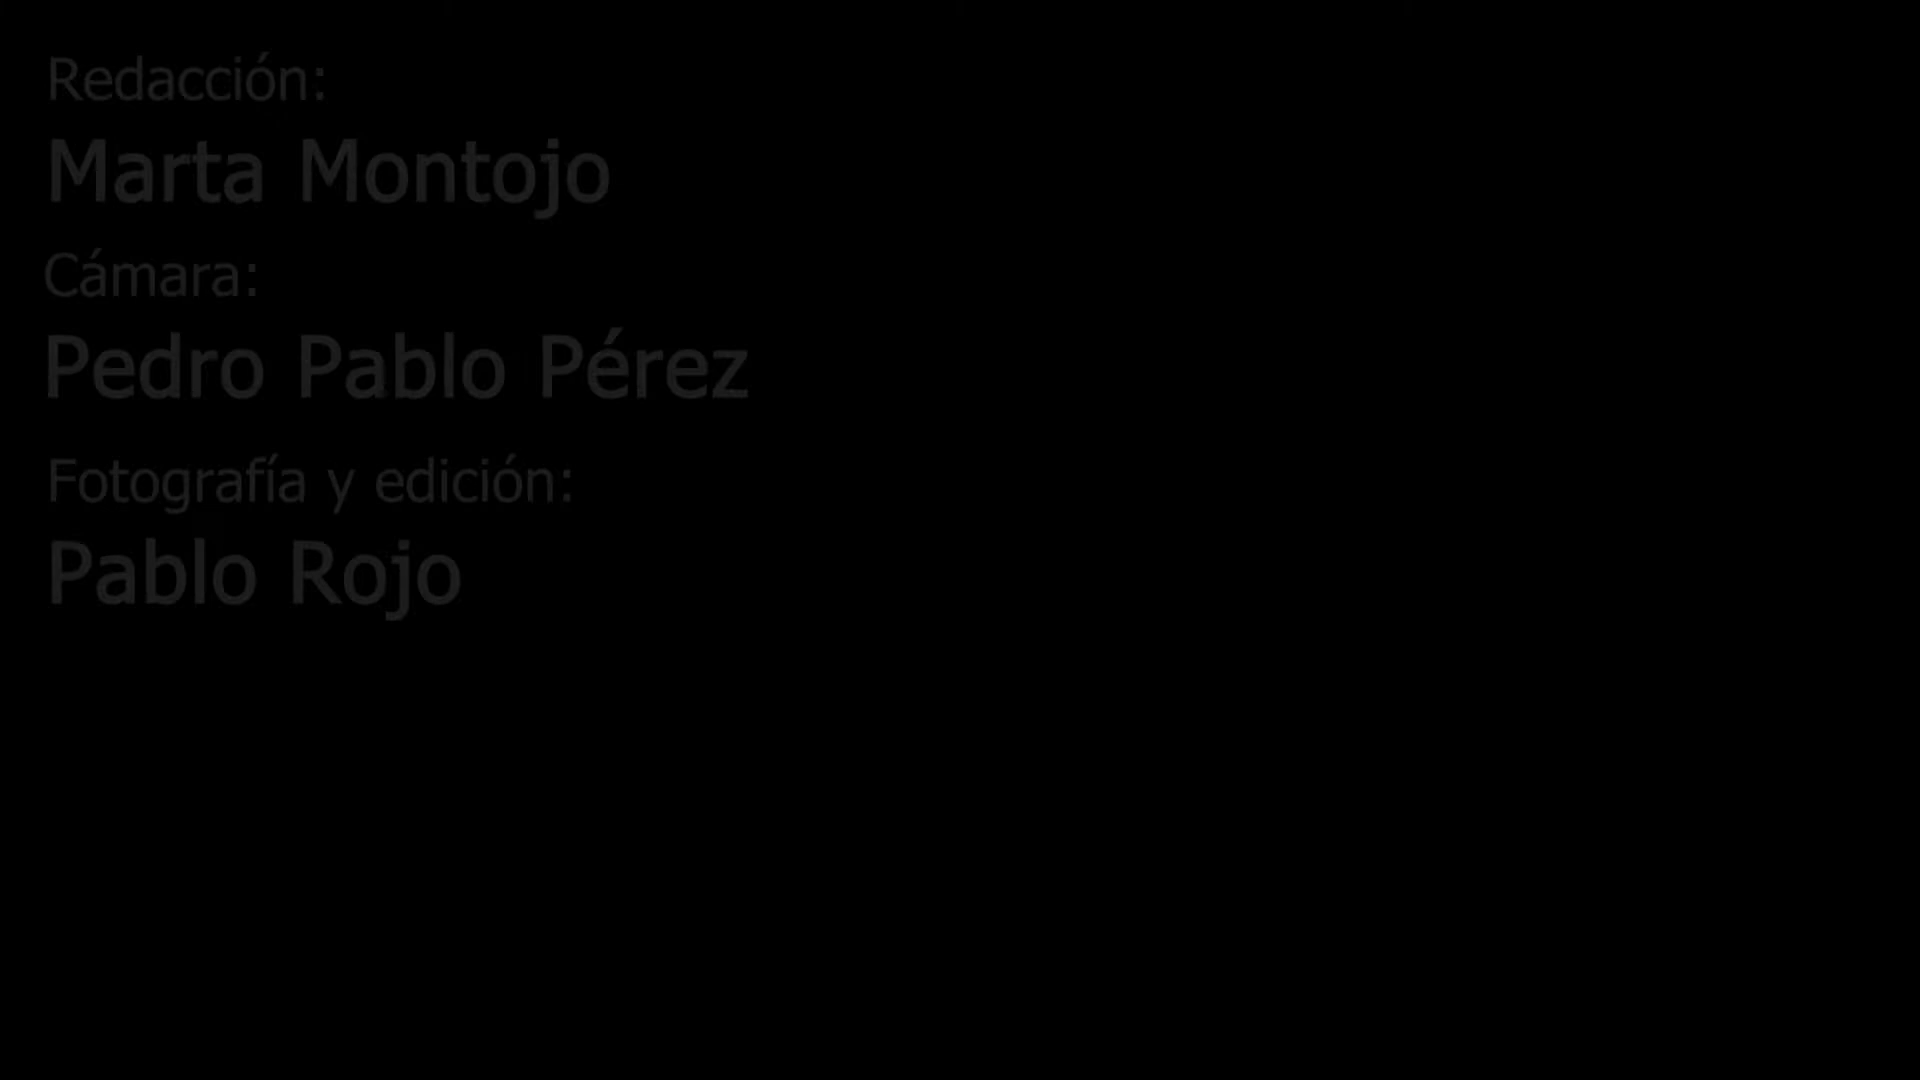 Redacción:
Marta Montojo
Cámara:
Pedro Pablo Pérez
Fotografía y edición:
Pablo Rojo